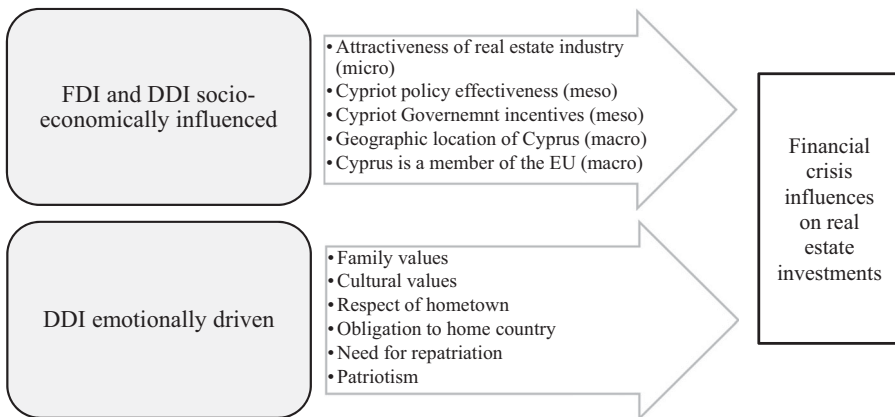 FDI and DDI socio-
economically influenced
• Attractiveness of real estate industry
(micro)
• Cypriot policy effectiveness (meso)
• Cypriot Governemnt incentives (meso)
• Geographic location of Cyprus (macro)
• Cyprus is a member of the EU (macro)
DDI emotionally driven
• Family values
• Cultural values
• Respect of hometown
• Obligation to home country
• Need for repatriation
• Patriotism
Financial
crisis
influences
on real
estate
investments